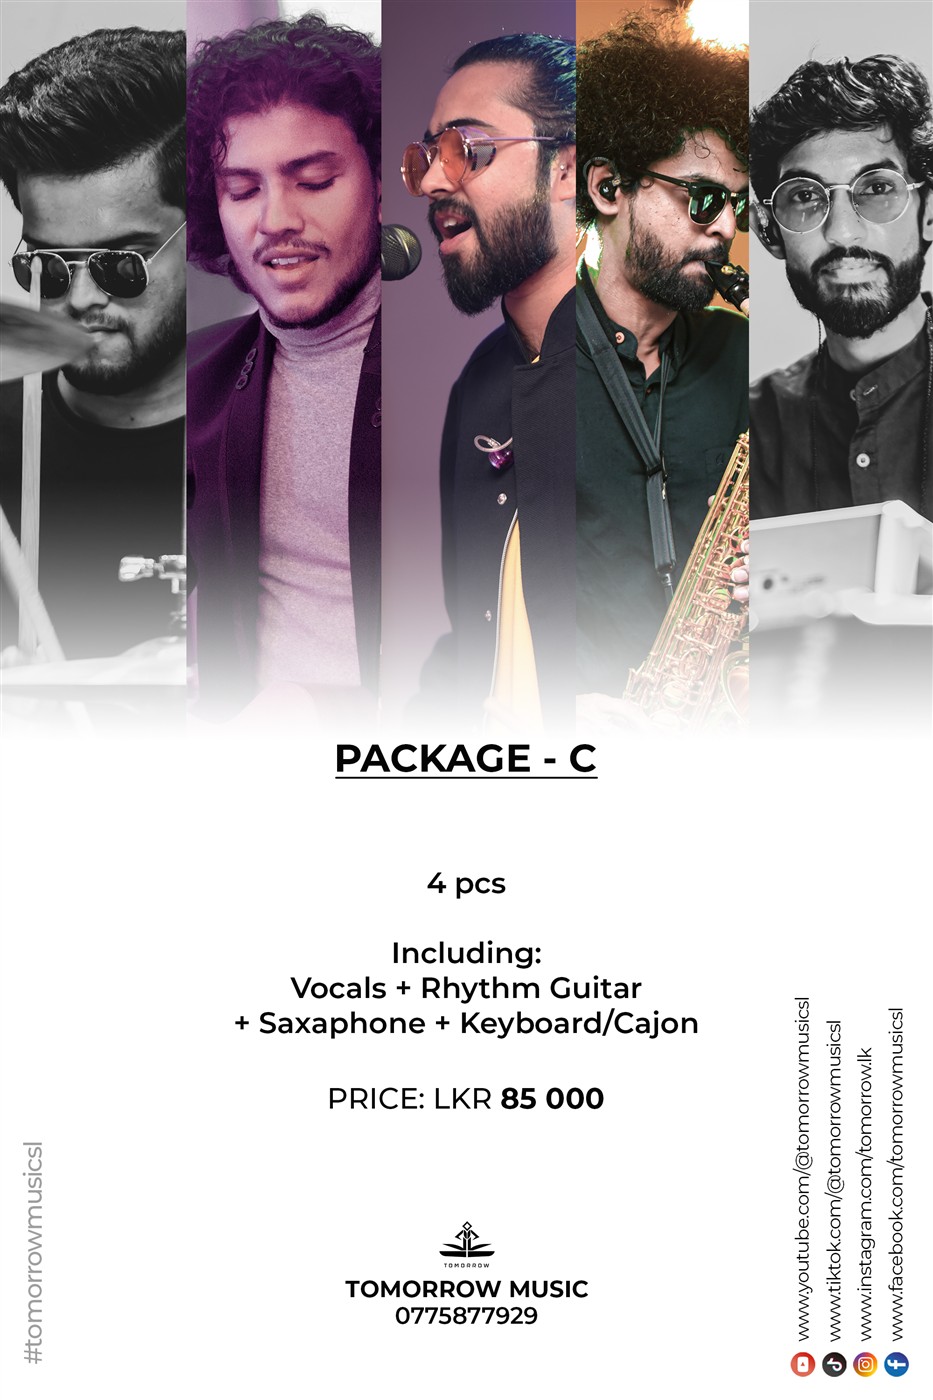 PACKAGE - C
4 pcs
Including:
Vocals + Rhythm Guitar
+ Saxaphone + Keyboard/Cajon
PRICE: LKR 85 000
TOMORROW
TOMORROW MUSIC
0775877929
#tomorrowmusicsl
www.youtube.com/@tomorrowmusicsl
www.tiktok.com/@tomorrowmusicsl
www.instagram.com/tomorrow.lk
www.facebook.com/tomorrowmusicsl